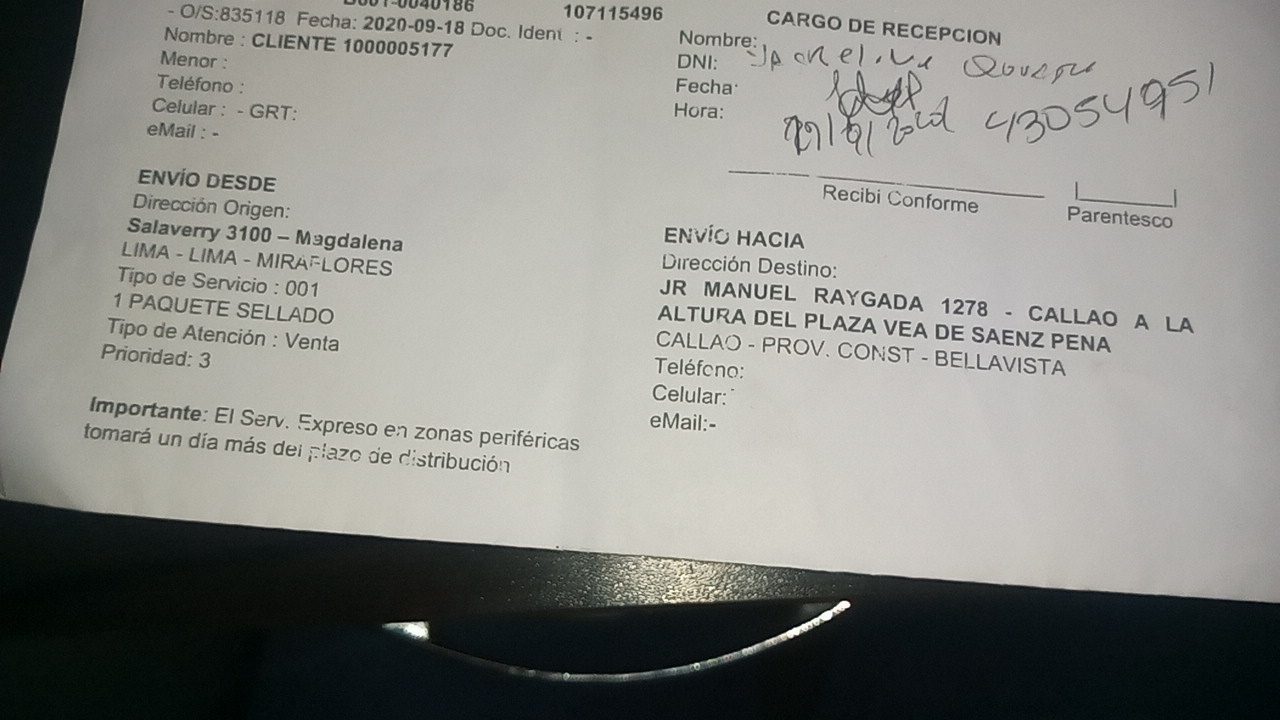 107115496
- O/S:835118 Fecha: 2020-09-18 Doc. Ident : -
Nombre : CLIENTE 1000005177
Menor :
Teléfono :
Celular : - GRT:
eMail : -
ENVÍO DESDE
Dirección Origen:
Salaverry 3100 – Magdalena
LIMA - LIMA - MIRAFLORES
Tipo de Servicio : 001
1 PAQUETE SELLADO
Tipo de Atención : Venta
Prioridad: 3
Importante: El Serv. Expreso en zonas periféricas
tomará un día más del plazo de distribución
CARGO DE RECEPCION
Nombre:
DNI:
Fecha:
Hora:
43054951
Recibi Conforme
Parentesco
ENVÍO HACIA
Dirección Destino:
JR MANUEL RAYGADA 1278 - CALLAO A LA
ALTURA DEL PLAZA VEA DE SAENZ PENA
CALLAO - PROV. CONST - BELLAVISTA
Teléfono:
Celular:
eMail:-